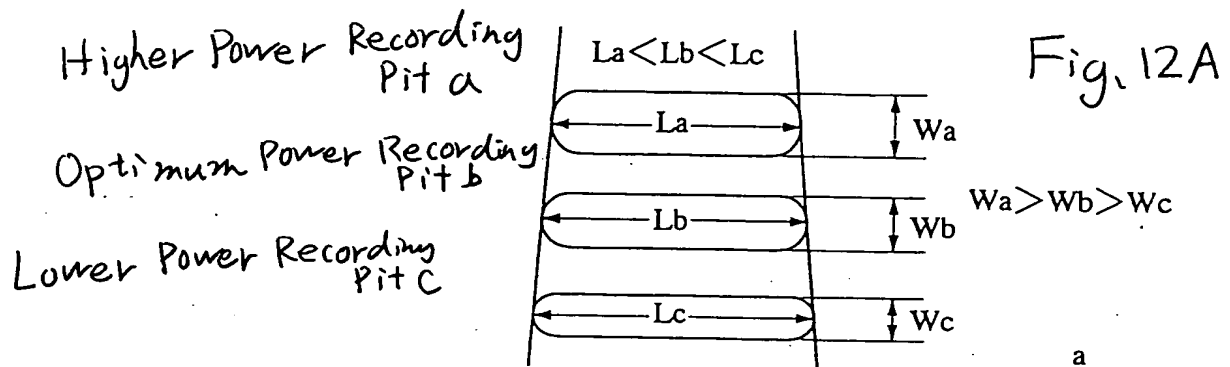 Higher Power Recording
Pit a
La<Lb<Lc
Fig. 12A
La
Wa
Optimum Power Recording
Pit b
Lb
Wb
Wa>Wb>Wc
Lower Power Recording
Pit C
Lc
Wc
a